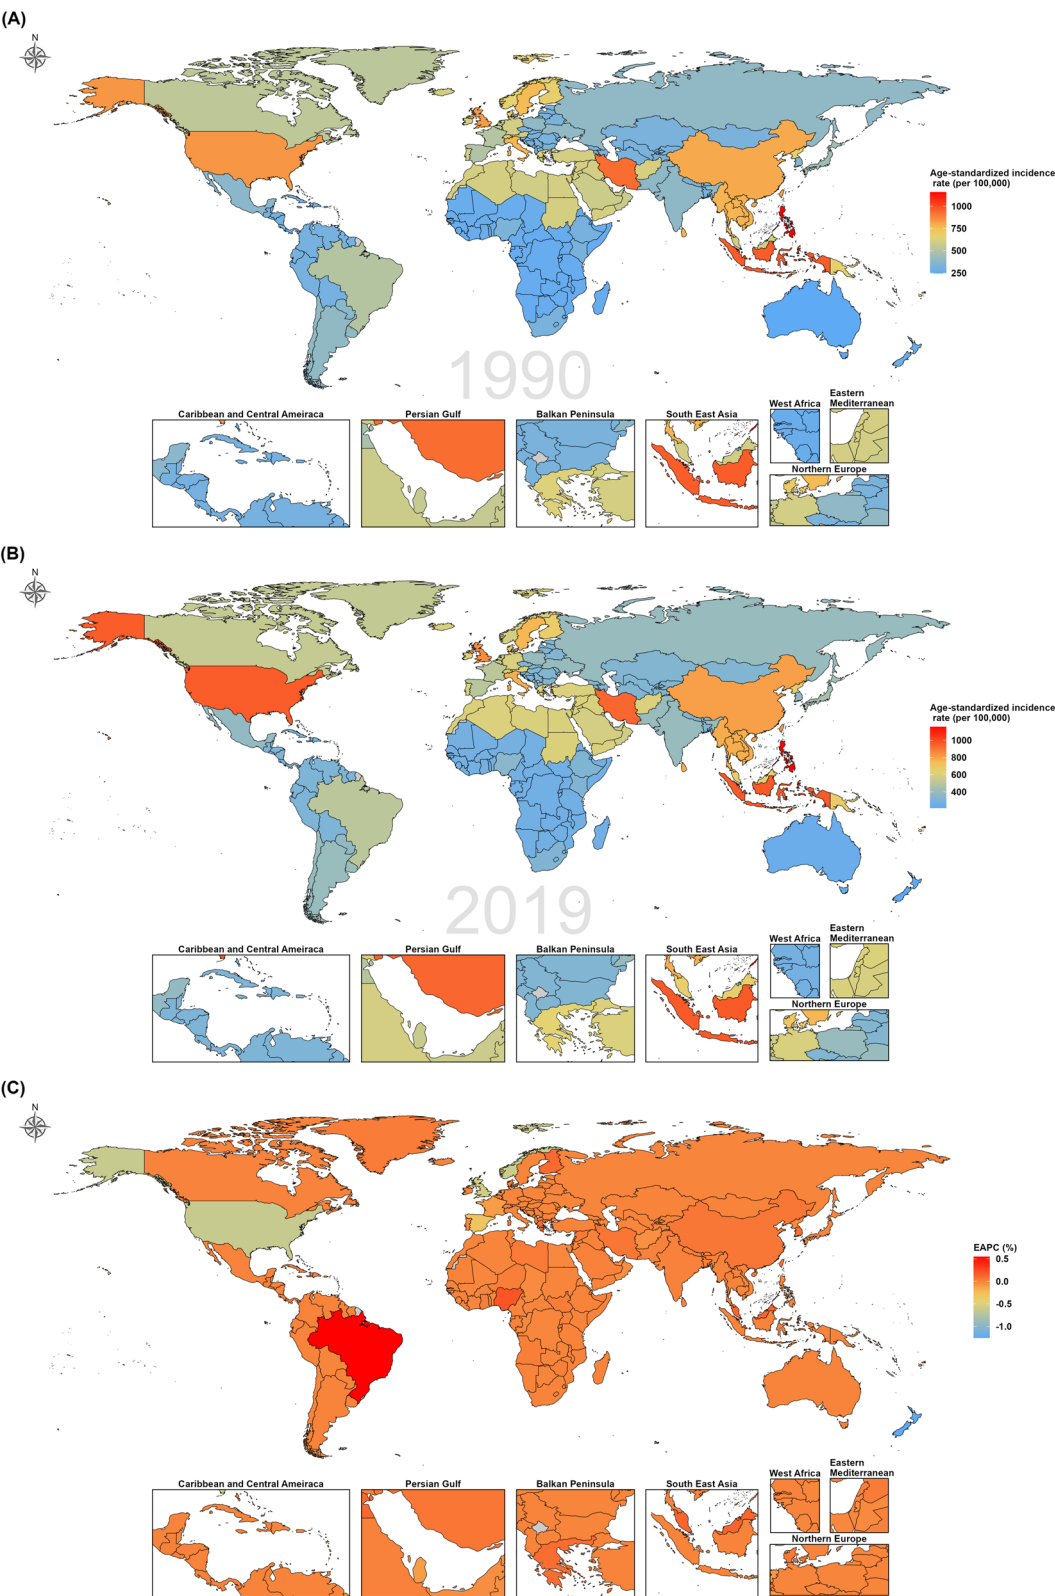 (A)
N
Age-standardized incidence
rate (per 100,000)
1000
750
500
250
1990
Caribbean and Central Ameiraca
Persian Gulf
Balkan Peninsula
South East Asia
West Africa
Eastern
Mediterranean
Northern Europe
(B)
N
Age-standardized incidence
rate (per 100,000)
1000
800
600
400
2019
Caribbean and Central Ameiraca
Persian Gulf
Balkan Peninsula
South East Asia
West Africa
Eastern
Mediterranean
Northern Europe
(C)
N
EAPC (%)
0.5
0.0
-0.5
-1.0
Caribbean and Central Ameiraca
Persian Gulf
Balkan Peninsula
South East Asia
West Africa
Eastern
Mediterranean
Northern Europe